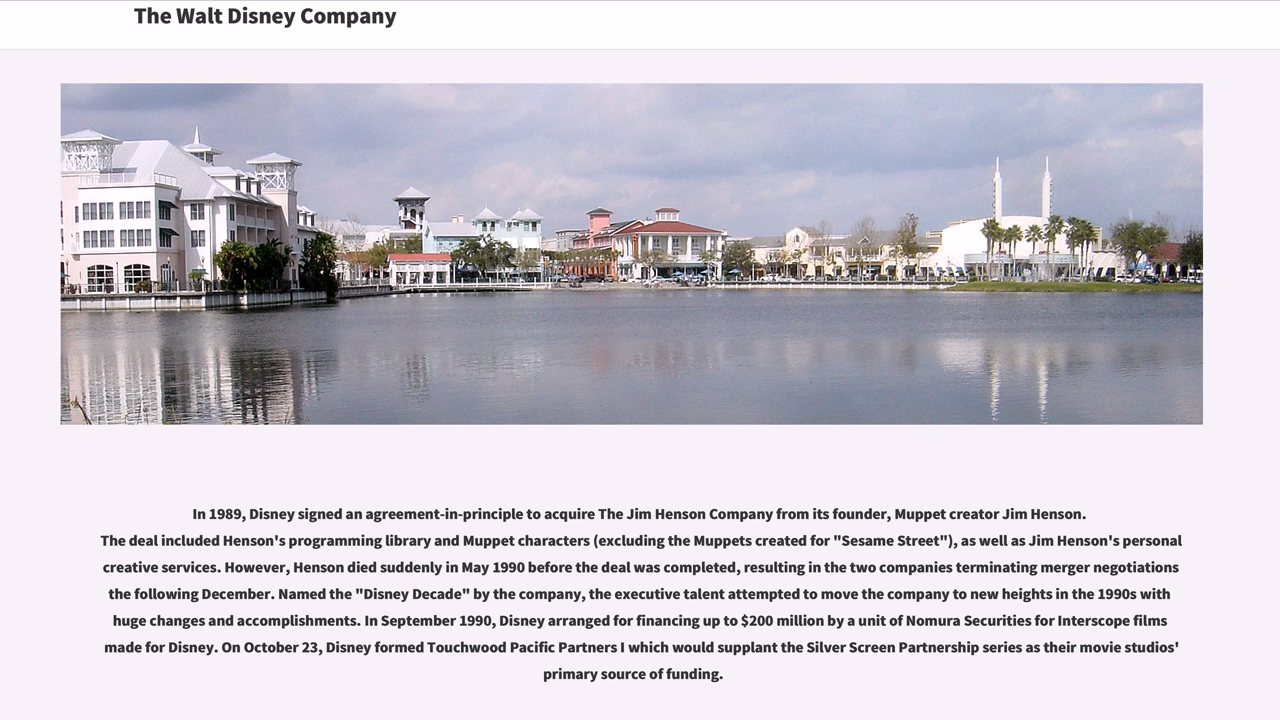 The Walt Disney Company
In 1989, Disney signed an agreement-in-principle to acquire The Jim Henson Company from its founder, Muppet creator Jim Henson.
The deal included Henson's programming library and Muppet characters (excluding the Muppets created for "Sesame Street"), as well as Jim Henson's personal
creative services. However, Henson died suddenly in May 1990 before the deal was completed, resulting in the two companies terminating merger negotiations
the following December. Named the "Disney Decade" by the company, the executive talent attempted to move the company to new heights in the 1990s with
huge changes and accomplishments. In September 1990, Disney arranged for financing up to $200 million by a unit of Nomura Securities for Interscope films
made for Disney. On October 23, Disney formed Touchwood Pacific Partners I which would supplant the Silver Screen Partnership series as their movie studios'
primary source of funding.